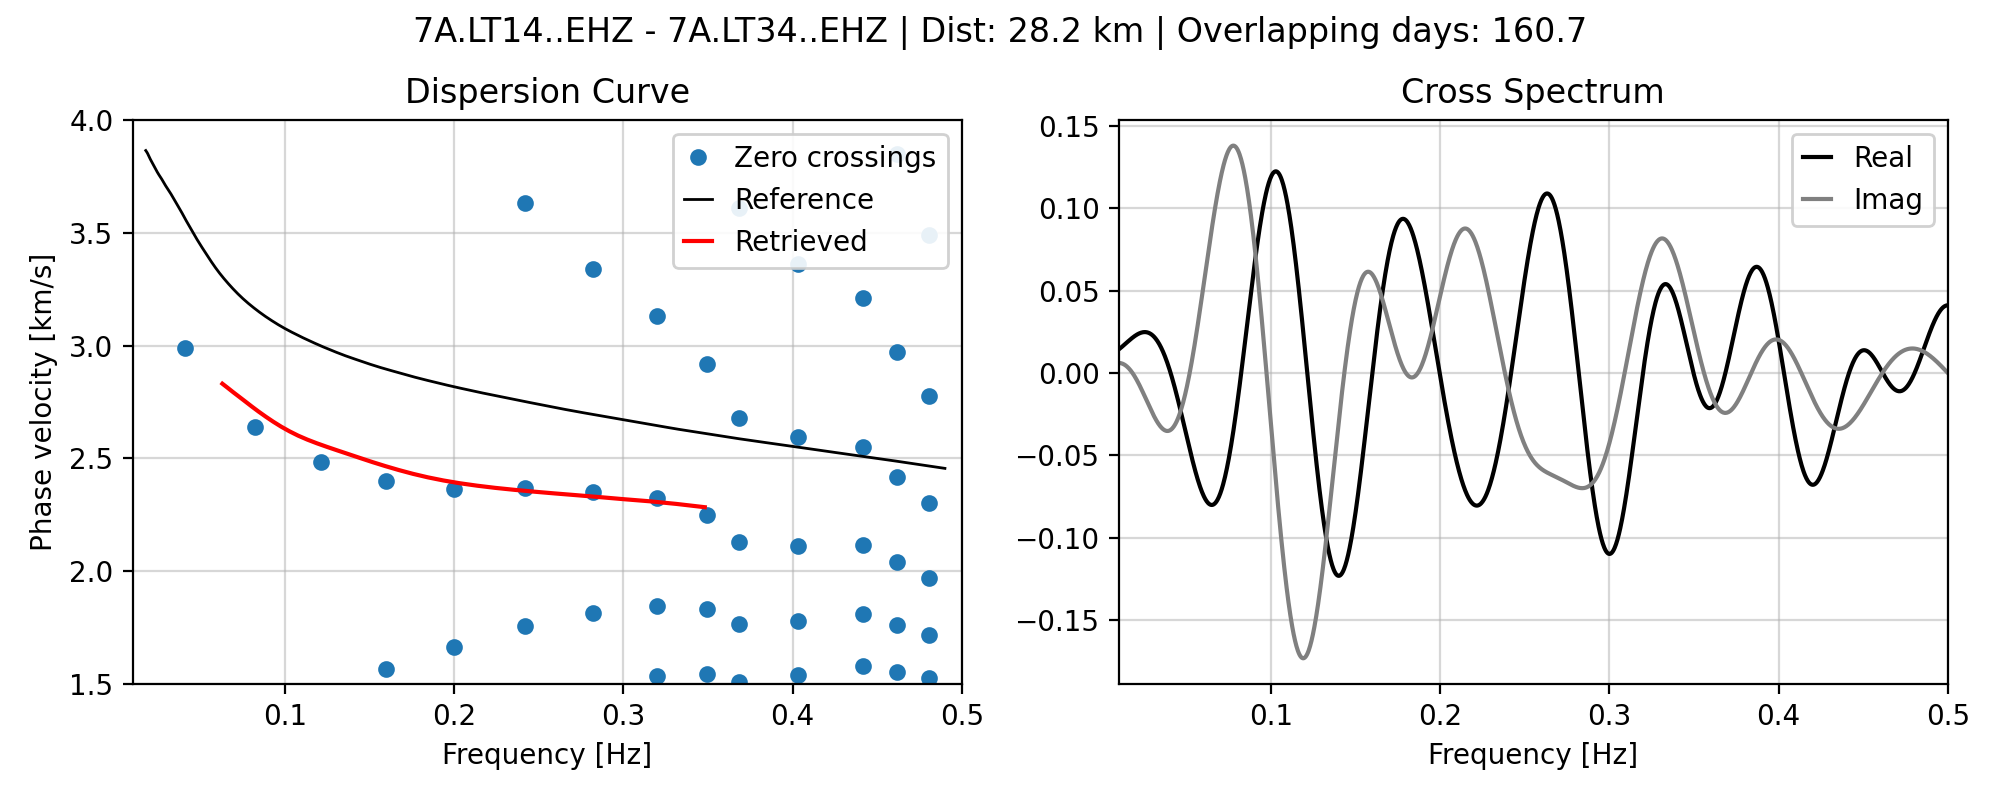 7A.LT14..EHZ - 7A.LT34..EHZ | Dist: 28.2 km | Overlapping days: 160.7
Dispersion Curve
Phase velocity [km/s]
4.0
3.5
3.0
2.5
2.0
1.5
Zero crossings
Reference
Retrieved
0.1
0.2
0.3
0.4
0.5
Frequency [Hz]
Cross Spectrum
0.15
0.10
0.05
0.00
−0.05
−0.10
−0.15
Real
Imag
0.1
0.2
0.3
0.4
0.5
Frequency [Hz]